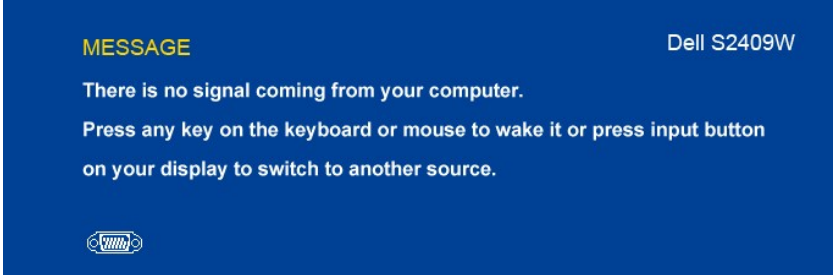 MESSAGE
Dell S2409W
There is no signal coming from your computer.
Press any key on the keyboard or mouse to wake it or press input button
on your display to switch to another source.